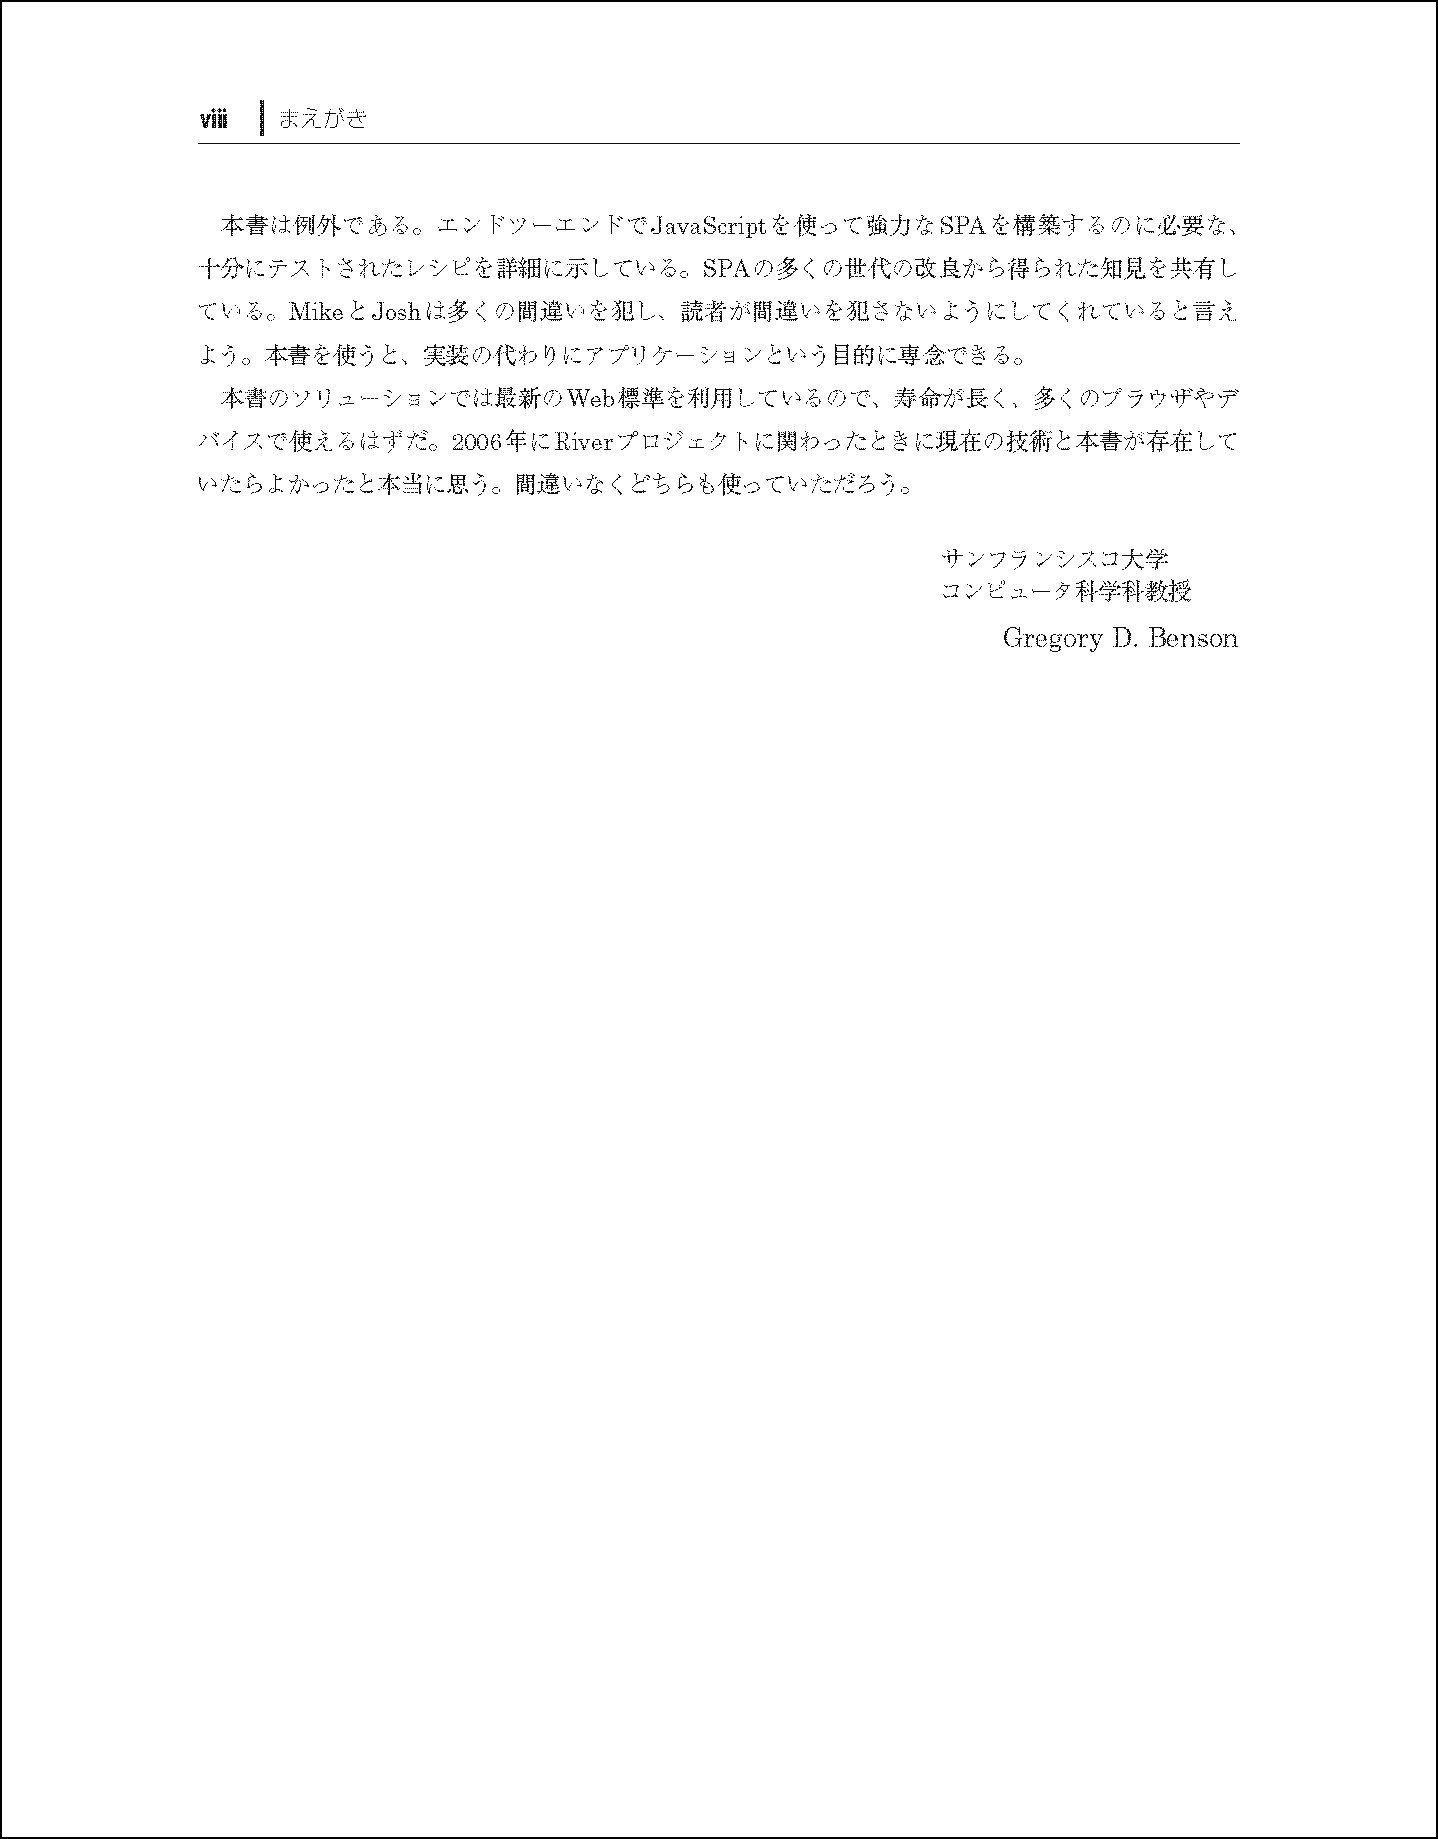 viii まえがき
本書は例外である。エンドツーエンドでJavaScriptを使って強力なSPAを構築するのに必要な、
十分にテストされたレシピを詳細に示している。SPAの多くの世代の改良から得られた知見を共有し
ている。MikeとJoshは多くの間違いを犯し、読者が間違いを犯さないようにしてくれていると言え
よう。本書を使うと、実装の代わりにアプリケーションという目的に専念できる。
本書のソリューションでは最新のWeb標準を利用しているので、寿命が長く、多くのブラウザやデ
バイスで使えるはずだ。2006年にRiverプロジェクトに関わったときに現在の技術と本書が存在して
いたらよかったと本当に思う。間違いなくどちらも使っていただろう。
サンフランシスコ大学
コンピュータ科学科教授
Gregory D. Benson